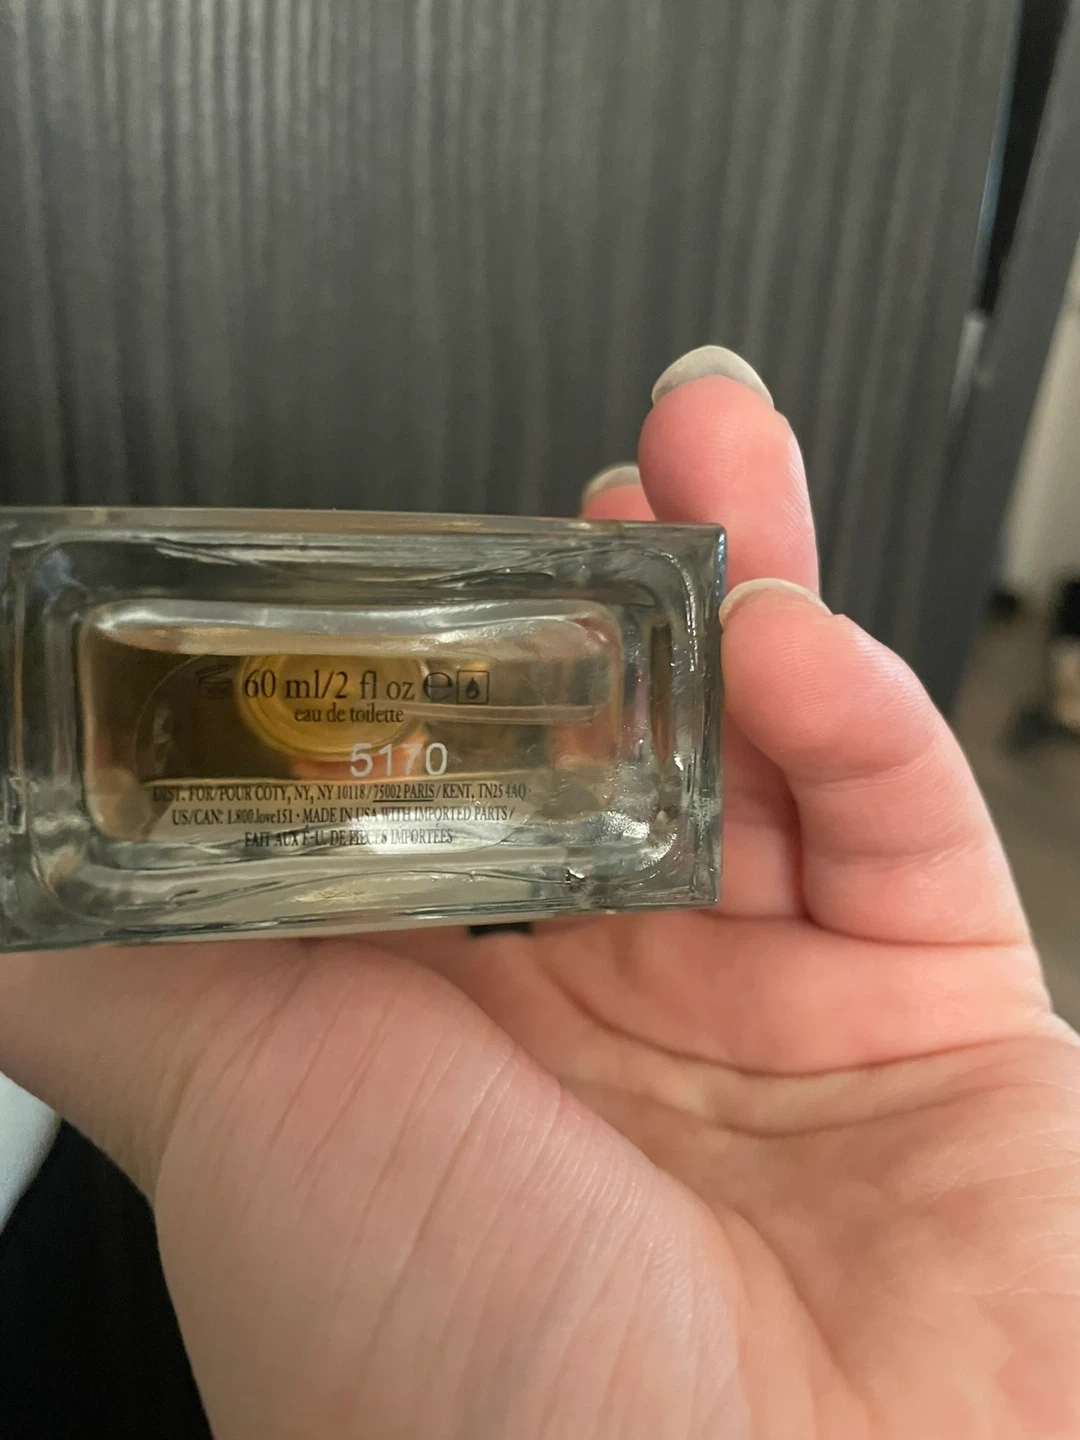 60 ml/2 fl oz ℮
eau de toilette
5170
DIST. FOR/POUR COTY, NY, NY 10118/75002 PARIS/KENT, TN25 4AQ·
US/CAN: 1.800.love151 · MADE IN USA WITH IMPORTED PARTS/
FAIT AUX É-U. DE PIÈCES IMPORTÉES